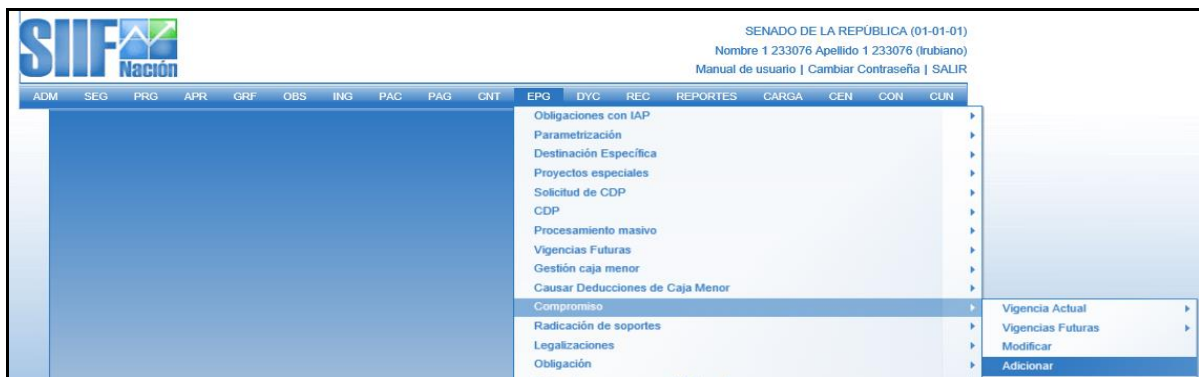 SIIF
Nación
SENADO DE LA REPÚBLICA (01-01-01)
Nombre 1 233076 Apellido 1 233076 (Irubiano)
Manual de usuario | Cambiar Contraseña | SALIR
ADM SEG PRG APR GRF OBS ING PAC PAG CNT EPG DYC REC REPORTES CARGA CEN CON CUN
Obligaciones con IAP
Parametrización
Destinación Específica
Proyectos especiales
Solicitud de CDP
CDP
Procesamiento masivo
Vigencias Futuras
Gestión caja menor
Causar Deducciones de Caja Menor
Compromiso
Vigencia Actual
Radicación de soportes
Vigencias Futuras
Legalizaciones
Modificar
Obligación
Adicionar